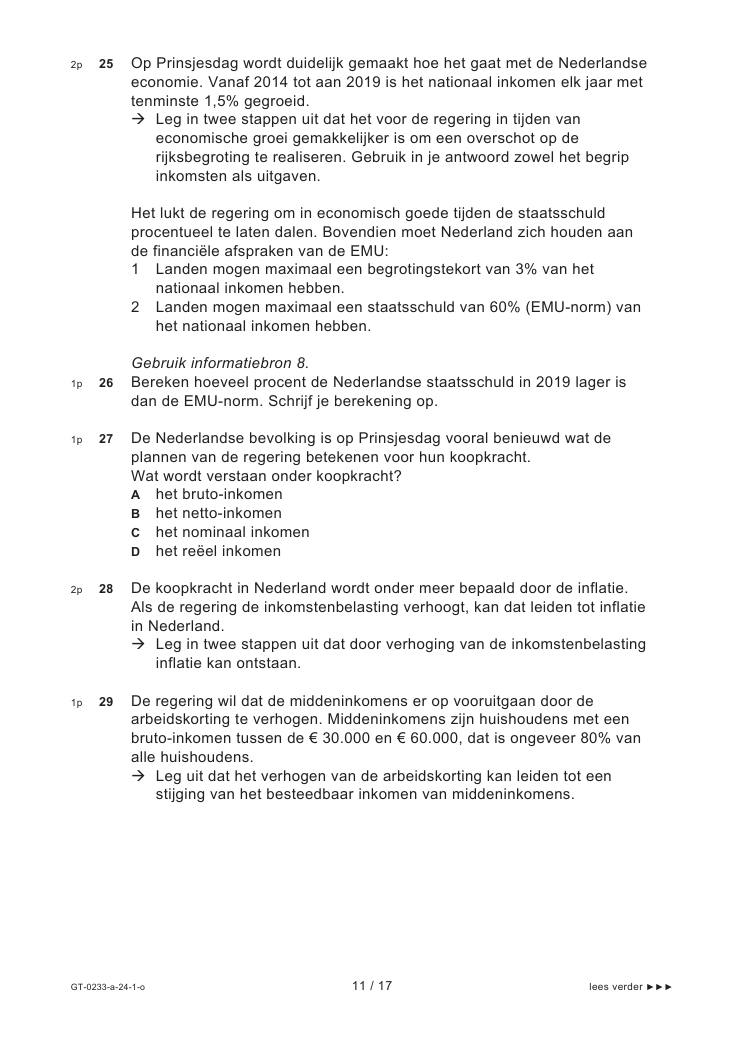 2p 25 Op Prinsjesdag wordt duidelijk gemaakt hoe het gaat met de Nederlandse
economie. Vanaf 2014 tot aan 2019 is het nationaal inkomen elk jaar met
tenminste 1,5% gegroeid.
→ Leg in twee stappen uit dat het voor de regering in tijden van
economische groei gemakkelijker is om een overschot op de
rijksbegroting te realiseren. Gebruik in je antwoord zowel het begrip
inkomsten als uitgaven.
Het lukt de regering om in economisch goede tijden de staatsschuld
procentueel te laten dalen. Bovendien moet Nederland zich houden aan
de financiële afspraken van de EMU:
1 Landen mogen maximaal een begrotingstekort van 3% van het
nationaal inkomen hebben.
2 Landen mogen maximaal een staatsschuld van 60% (EMU-norm) van
het nationaal inkomen hebben.
Gebruik informatiebron 8.
1p 26 Bereken hoeveel procent de Nederlandse staatsschuld in 2019 lager is
dan de EMU-norm. Schrijf je berekening op.
1p 27 De Nederlandse bevolking is op Prinsjesdag vooral benieuwd wat de
plannen van de regering betekenen voor hun koopkracht.
Wat wordt verstaan onder koopkracht?
A het bruto-inkomen
B het netto-inkomen
C het nominaal inkomen
D het reëel inkomen
2p 28 De koopkracht in Nederland wordt onder meer bepaald door de inflatie.
Als de regering de inkomstenbelasting verhoogt, kan dat leiden tot inflatie
in Nederland.
→ Leg in twee stappen uit dat door verhoging van de inkomstenbelasting
inflatie kan ontstaan.
1p 29 De regering wil dat de middeninkomens er op vooruitgaan door de
arbeidskorting te verhogen. Middeninkomens zijn huishoudens met een
bruto-inkomen tussen de € 30.000 en € 60.000, dat is ongeveer 80% van
alle huishoudens.
→ Leg uit dat het verhogen van de arbeidskorting kan leiden tot een
stijging van het besteedbaar inkomen van middeninkomens.
GT-0233-a-24-1-o 11 / 17 lees verder ►►►